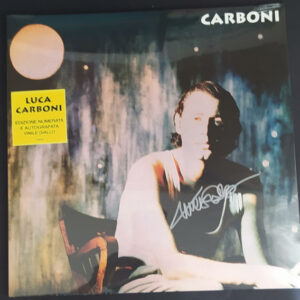 CARBONI
LUCA
CARBONI
EDIZIONE NUMERATA
E AUTOGRAFATA
VINILE GIALLO